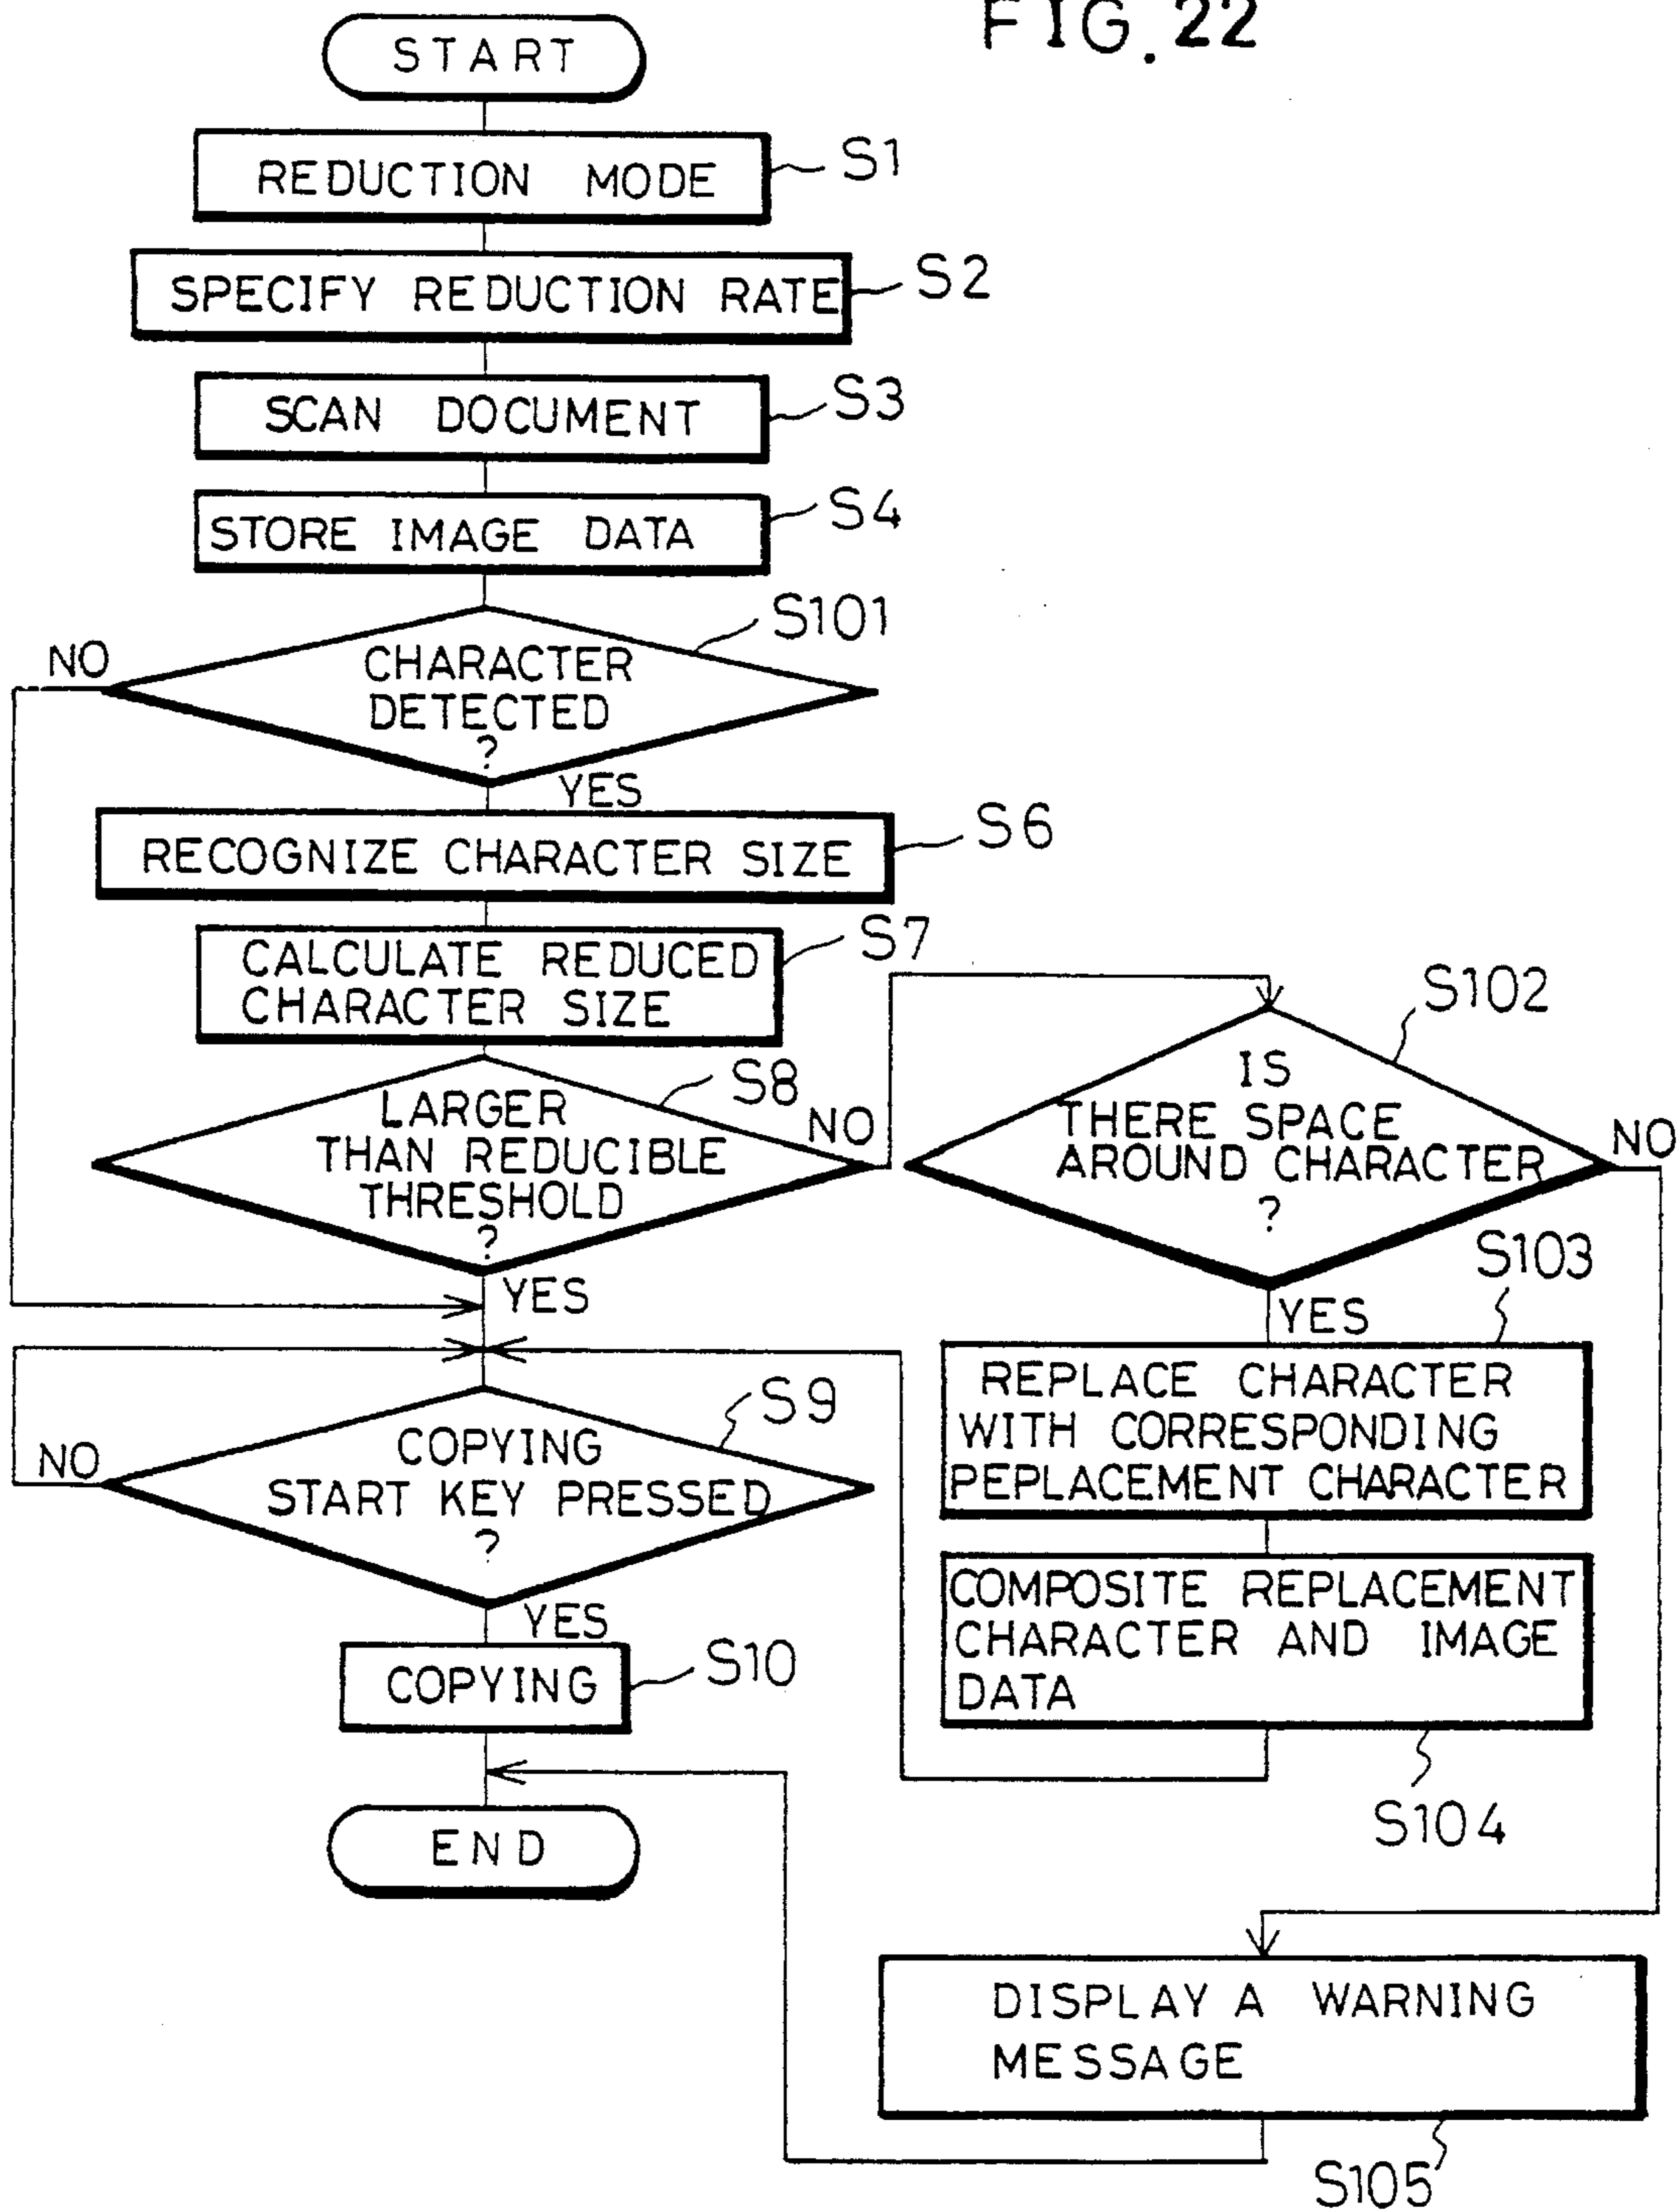 FIG. 22
START
REDUCTION MODE
S1
SPECIFY REDUCTION RATE
S2
SCAN DOCUMENT
S3
STORE IMAGE DATA
S4
S101
NO
CHARACTER
DETECTED
?
YES
RECOGNIZE CHARACTER SIZE
S6
CALCULATE REDUCED
CHARACTER SIZE
S7
S8
LARGER
THAN REDUCIBLE
THRESHOLD
?
NO
YES
S102
IS
THERE SPACE
AROUND CHARACTER
?
NO
YES
S103
REPLACE CHARACTER
WITH CORRESPONDING
PEPLACEMENT CHARACTER
COMPOSITE REPLACEMENT
CHARACTER AND IMAGE
DATA
S104
S9
NO
COPYING
START KEY PRESSED
?
YES
COPYING
S10
END
DISPLAY A WARNING
MESSAGE
S105